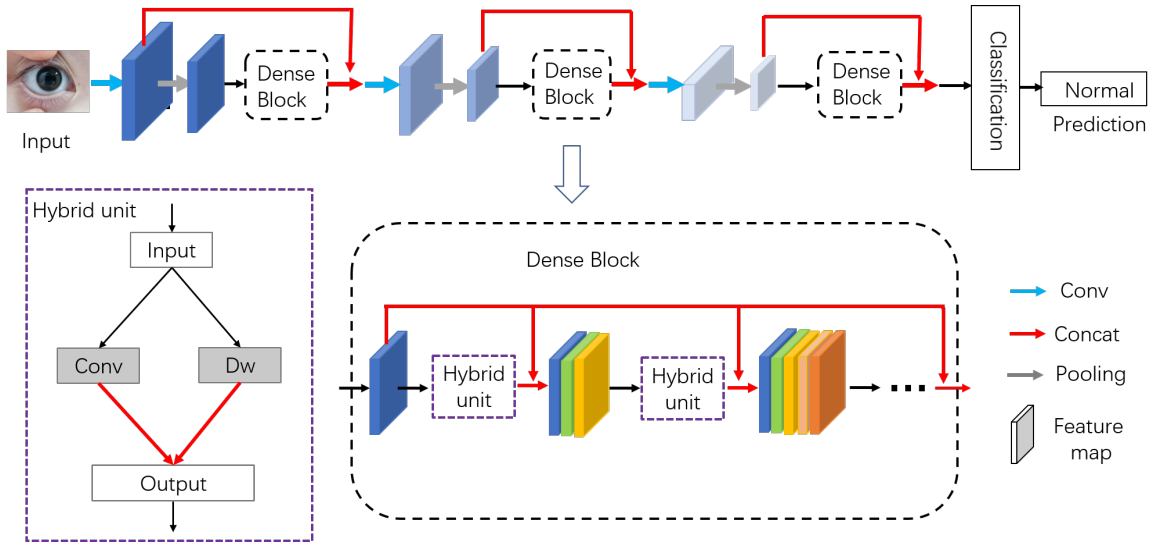 Input
Dense
Block
Dense
Block
Dense
Block
Classification
Normal
Prediction
Hybrid unit
Input
Conv
Dw
Output
Dense Block
Hybrid
unit
Hybrid
unit
Conv
Concat
Pooling
Feature
map